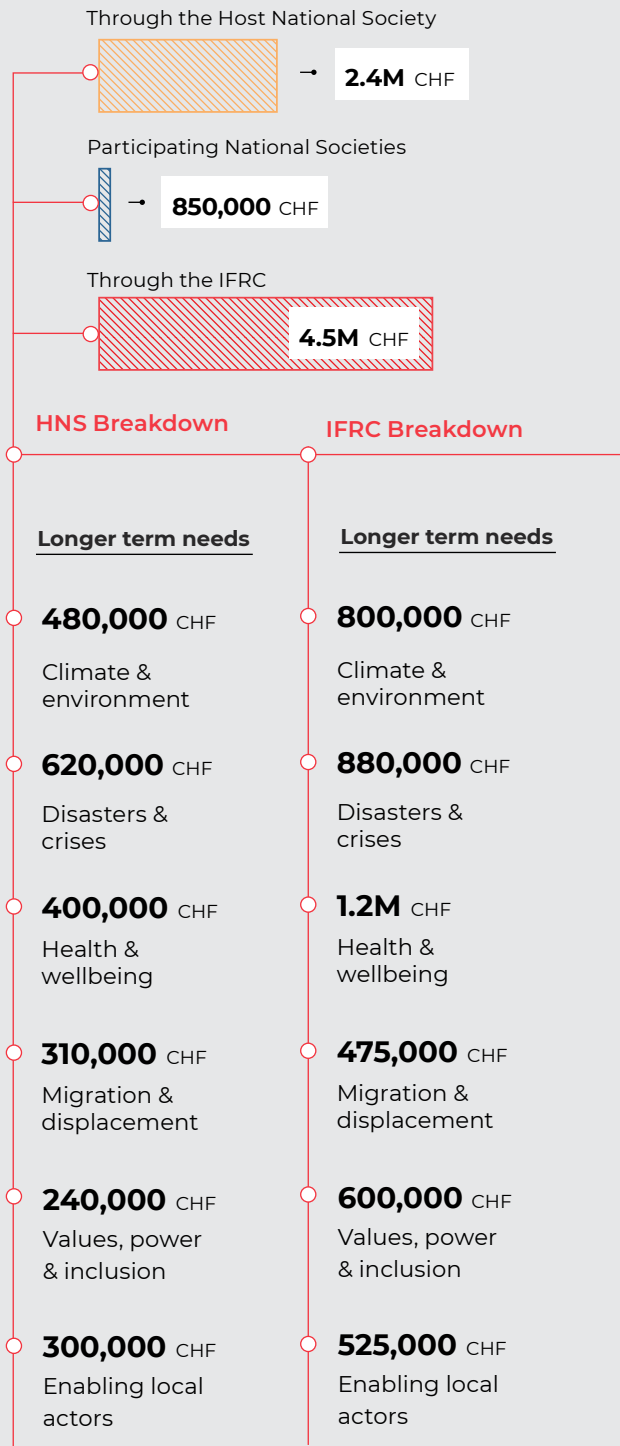 Through the Host National Society
2.4M CHF
Participating National Societies
850,000 CHF
Through the IFRC
4.5M CHF
HNS Breakdown
Longer term needs
480,000 CHF
Climate &
environment
620,000 CHF
Disasters &
crises
400,000 CHF
Health &
wellbeing
310,000 CHF
Migration &
displacement
240,000 CHF
Values, power
& inclusion
300,000 CHF
Enabling local
actors
IFRC Breakdown
Longer term needs
800,000 CHF
Climate &
environment
880,000 CHF
Disasters &
crises
1.2M CHF
Health &
wellbeing
475,000 CHF
Migration &
displacement
600,000 CHF
Values, power
& inclusion
525,000 CHF
Enabling local
actors